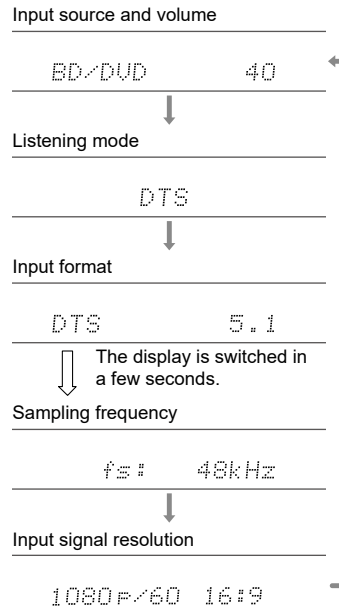 Input source and volume
BD/DVD 40
Listening mode
DTS
Input format
DTS 5.1
The display is switched in
a few seconds.
Sampling frequency
fs: 48kHz
Input signal resolution
1080p/60 16:9